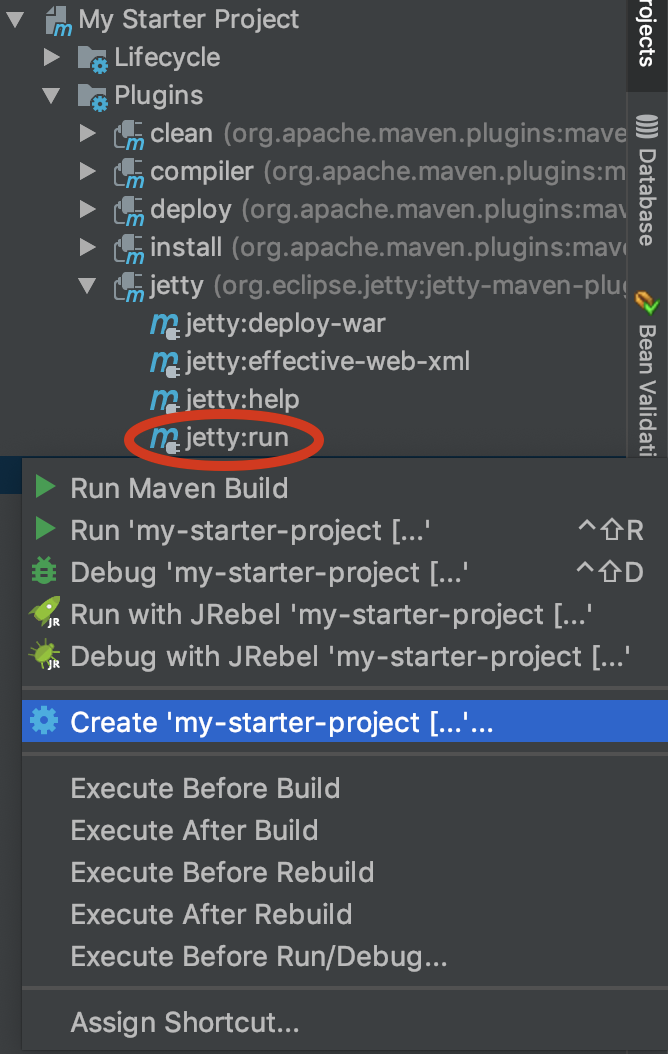 My Starter Project
Lifecycle
Plugins
clean (org.apache.maven.plugins:mave
compiler (org.apache.maven.plugins:m
deploy (org.apache.maven.plugins:mav
install (org.apache.maven.plugins:mave
jetty (org.eclipse.jetty:jetty-maven-plug
jetty:deploy-war
jetty:effective-web-xml
jetty:help
jetty:run
Run Maven Build
Run 'my-starter-project [...' ^⇧R
Debug 'my-starter-project [...' ^⇧D
Run with JRebel 'my-starter-project [...'
Debug with JRebel 'my-starter-project [...'
Create 'my-starter-project [...'...
Execute Before Build
Execute After Build
Execute Before Rebuild
Execute After Rebuild
Execute Before Run/Debug...
Assign Shortcut...
rojects
Database
Bean Validati